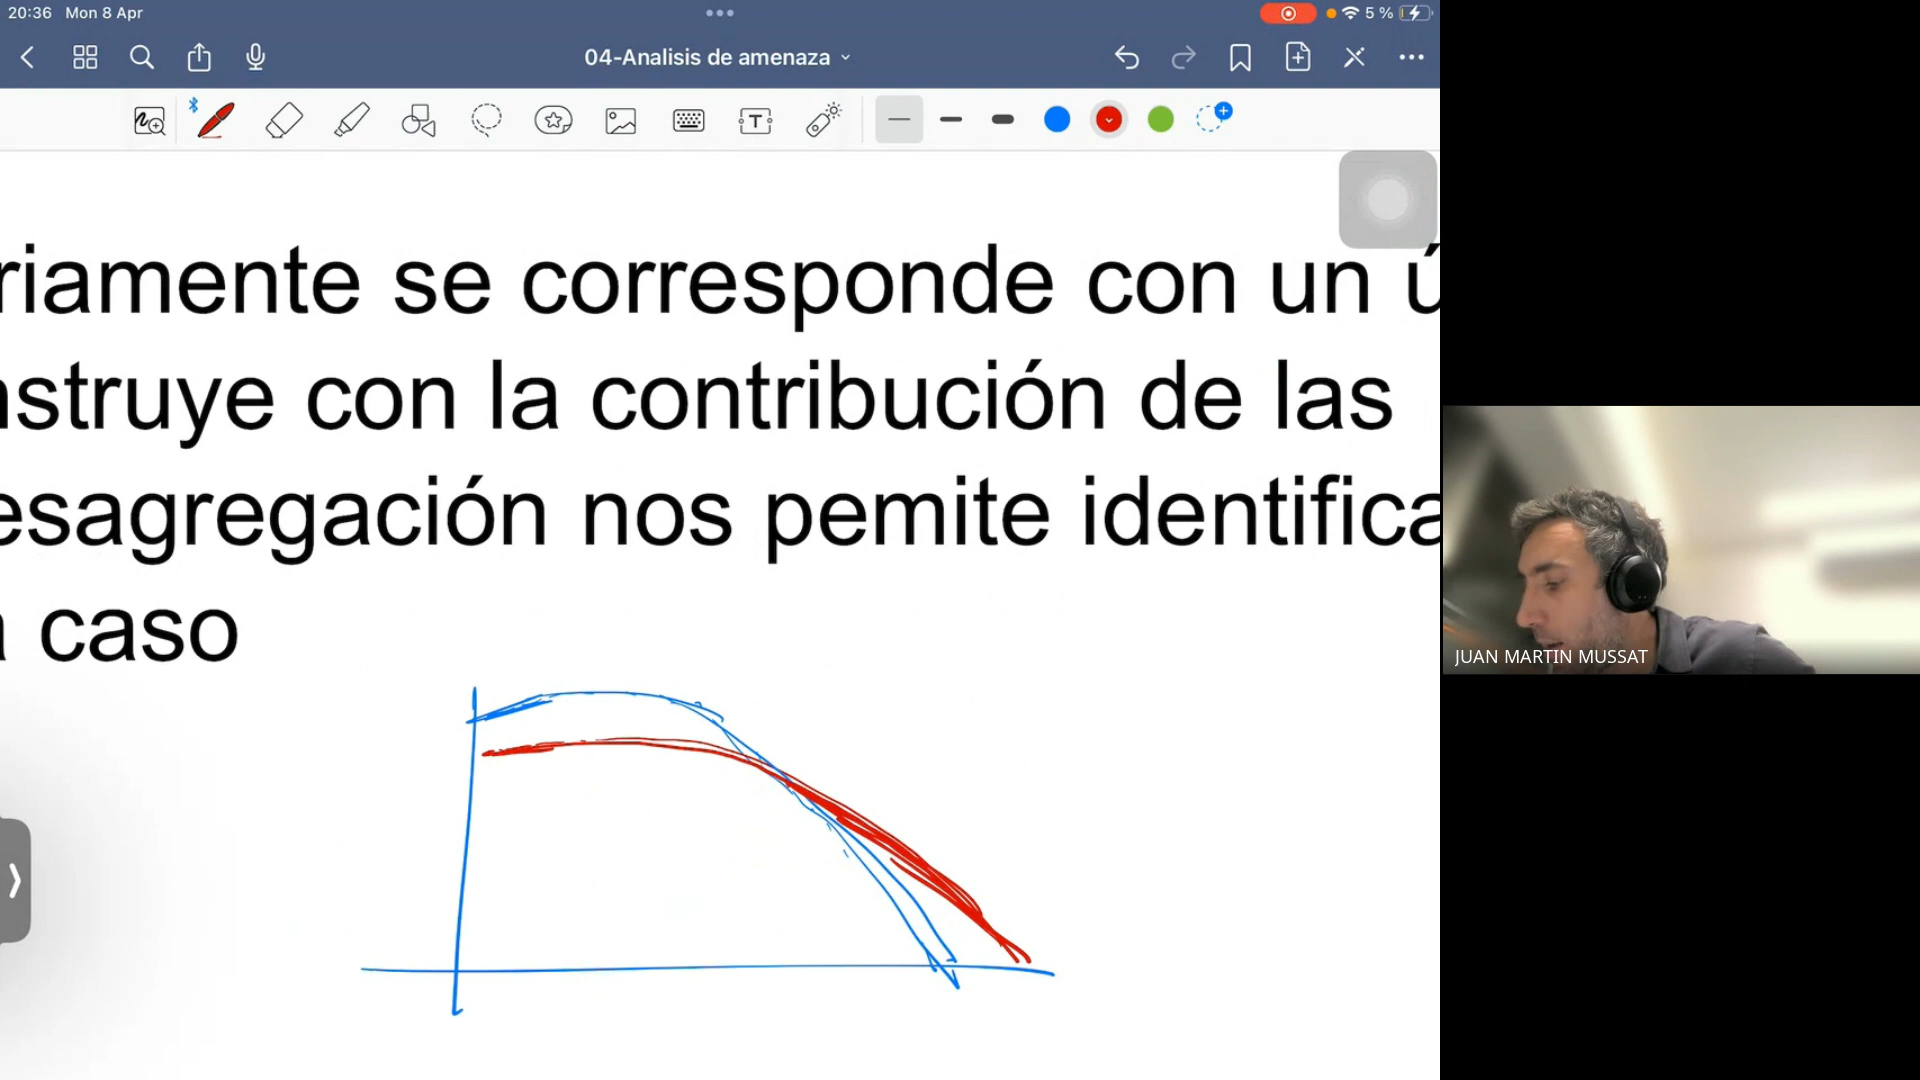 20:36 Mon 8 Apr
5 %
04-Analisis de amenaza
riamente se corresponde con un ú
nstruye con la contribución de las
esagregación nos pemite identifica
a caso
JUAN MARTIN MUSSAT